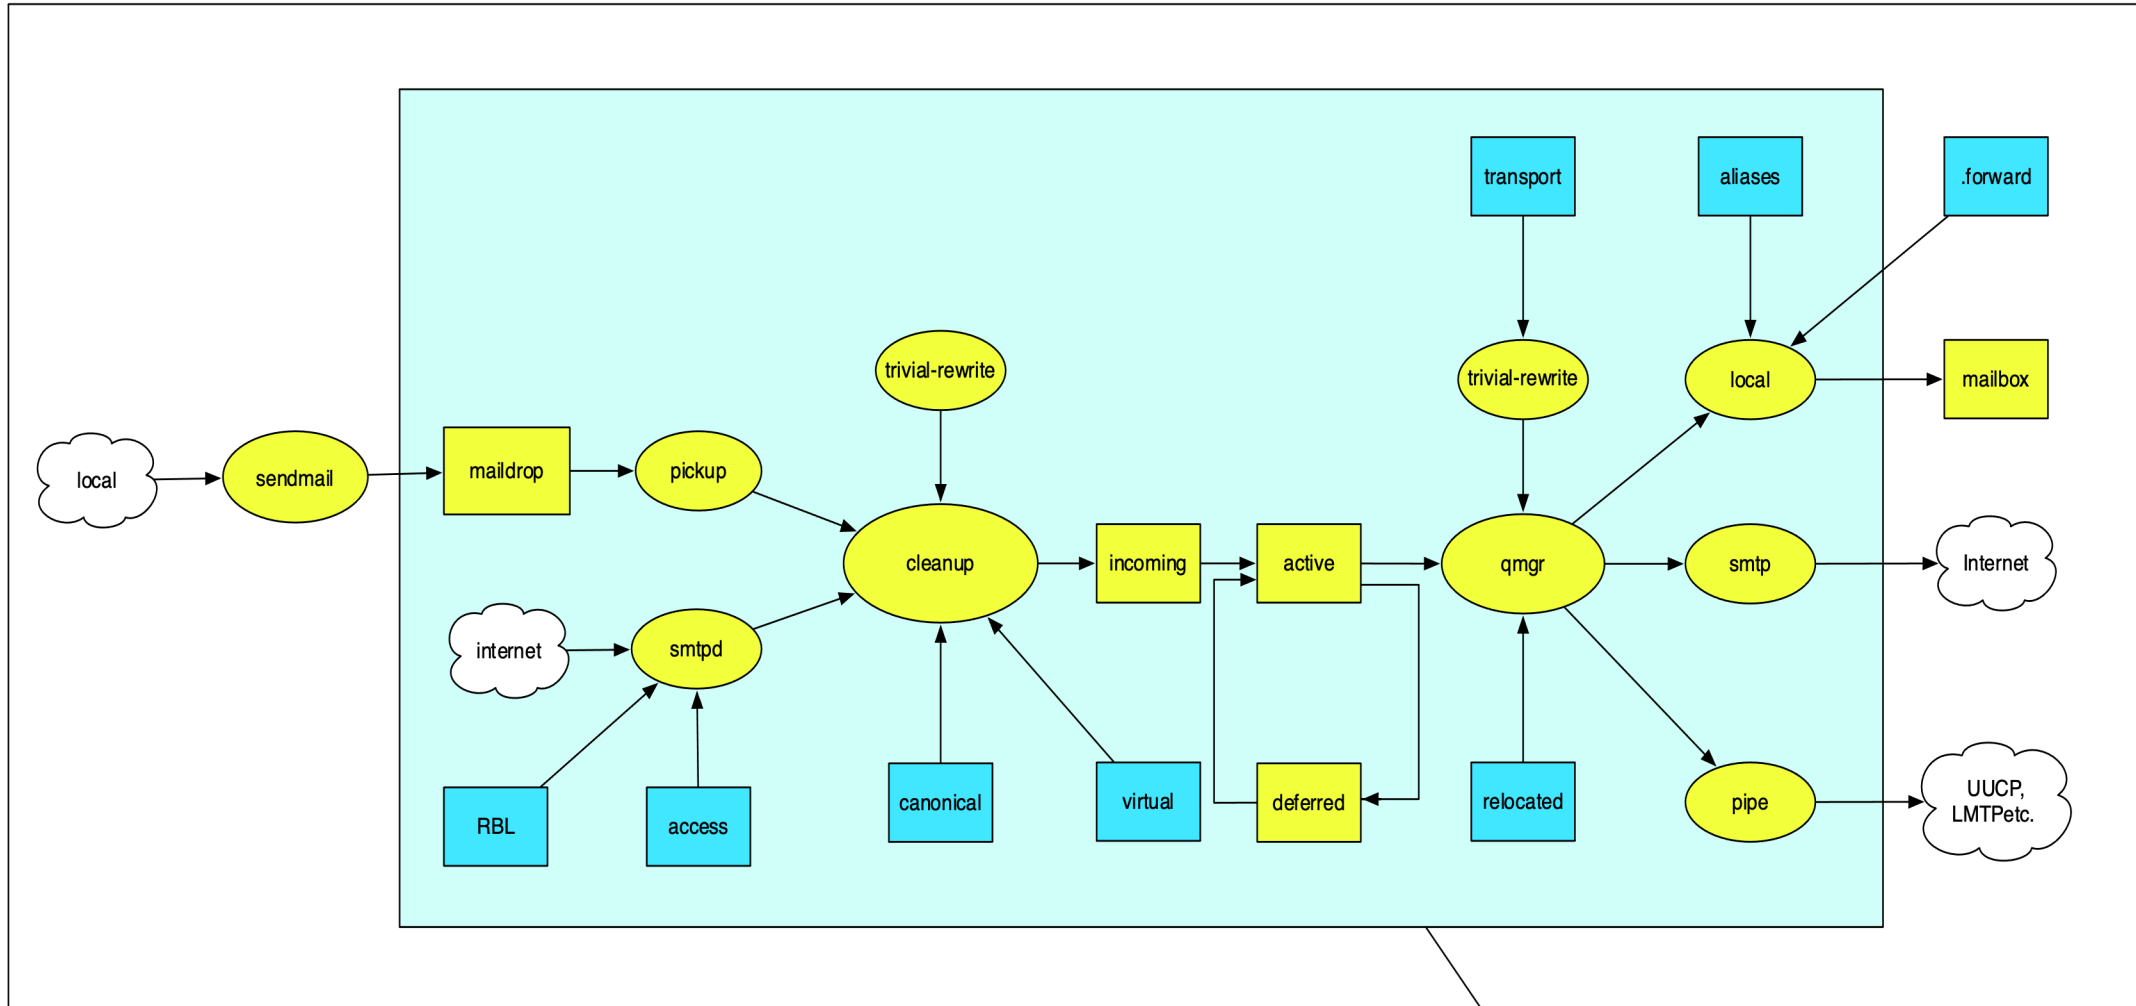 transport
aliases
.forward
trivial-rewrite
trivial-rewrite
local
mailbox
local
sendmail
maildrop
pickup
cleanup
incoming
active
qmgr
smtp
Internet
internet
smtpd
RBL
access
canonical
virtual
deferred
relocated
pipe
UUCP,
LMTPetc.